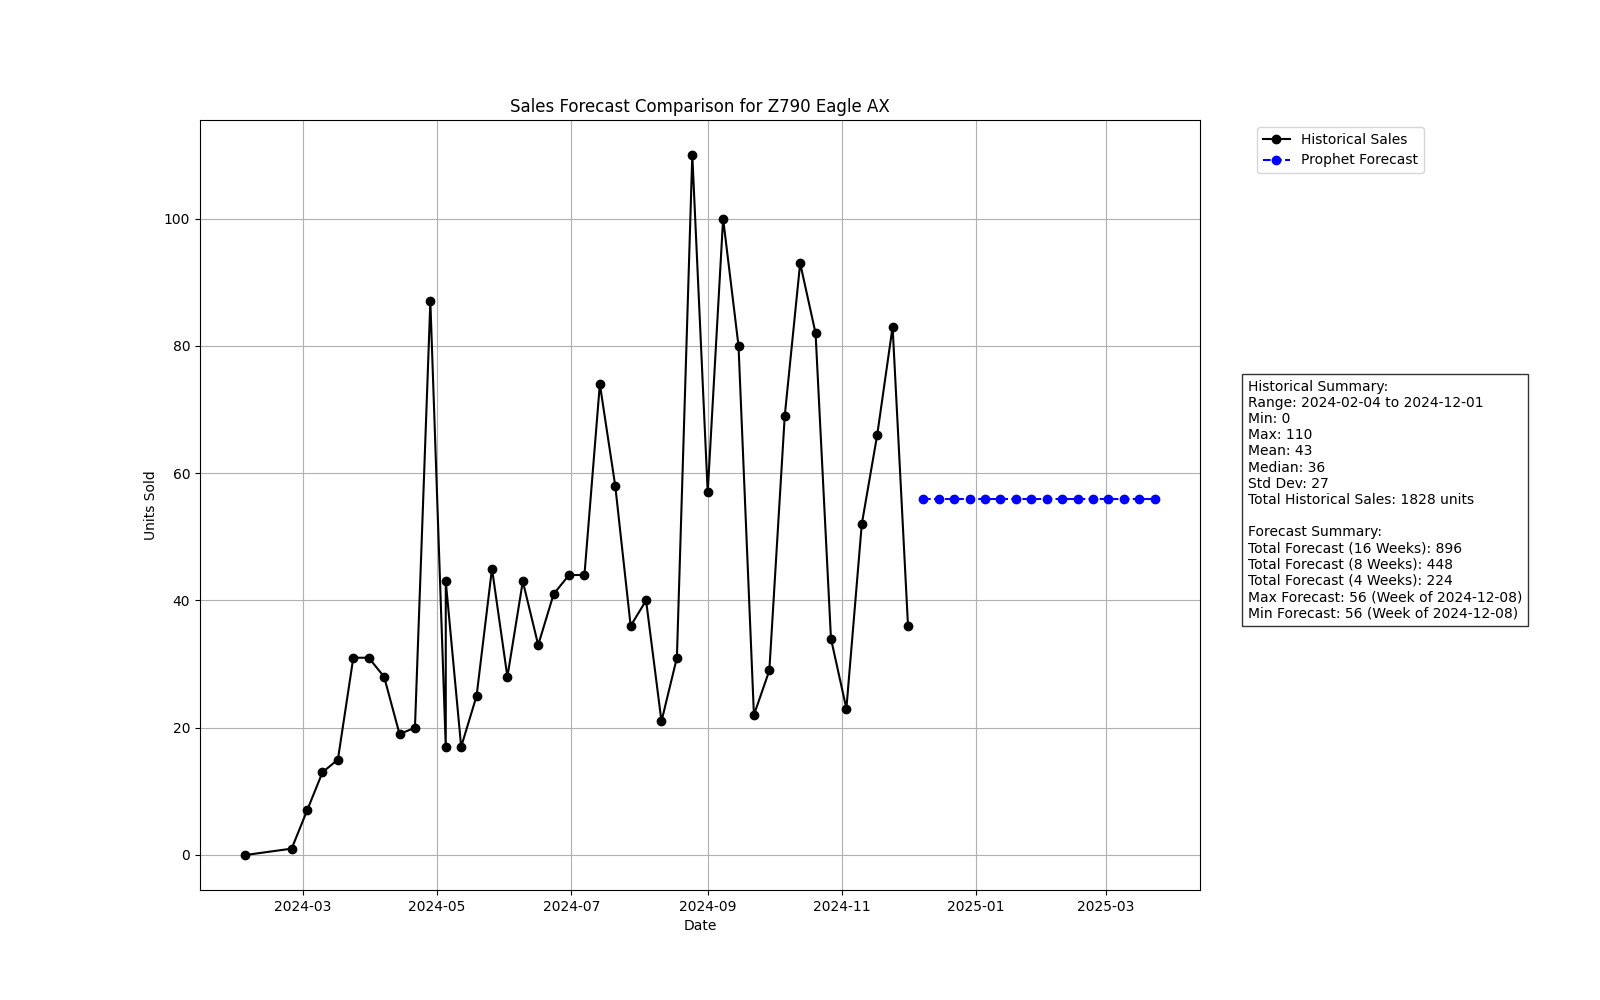 Sales Forecast Comparison for Z790 Eagle AX
Historical Sales
Prophet Forecast
100
80
60
40
20
0
Units Sold
2024-03
2024-05
2024-07
2024-09
2024-11
2025-01
2025-03
Date
Historical Summary:
Range: 2024-02-04 to 2024-12-01
Min: 0
Max: 110
Mean: 43
Median: 36
Std Dev: 27
Total Historical Sales: 1828 units
Forecast Summary:
Total Forecast (16 Weeks): 896
Total Forecast (8 Weeks): 448
Total Forecast (4 Weeks): 224
Max Forecast: 56 (Week of 2024-12-08)
Min Forecast: 56 (Week of 2024-12-08)